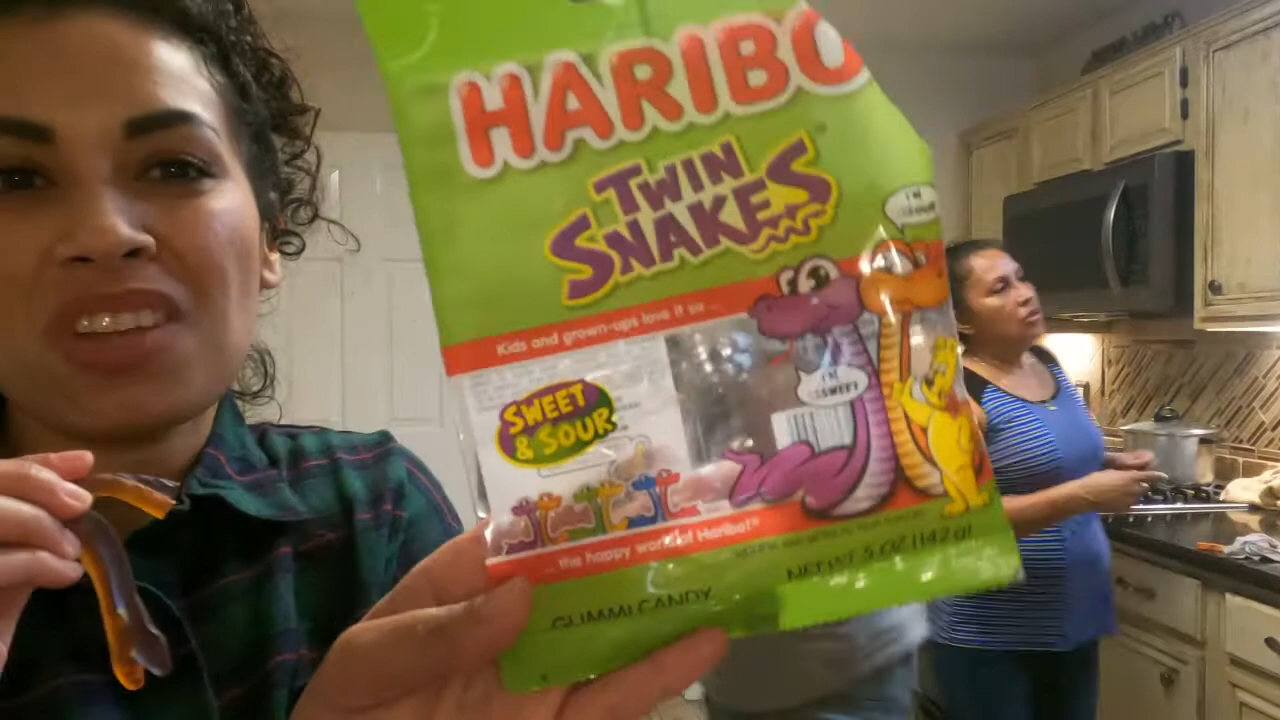 HARIBO
TWIN
SNAKES
I'M
Kids and grown-ups love it so ...
SWEET
& SOUR
I'M
SWEET
... the happy world of Haribo!®
NET WT. 5 OZ (142 g)
GUMMI CANDY